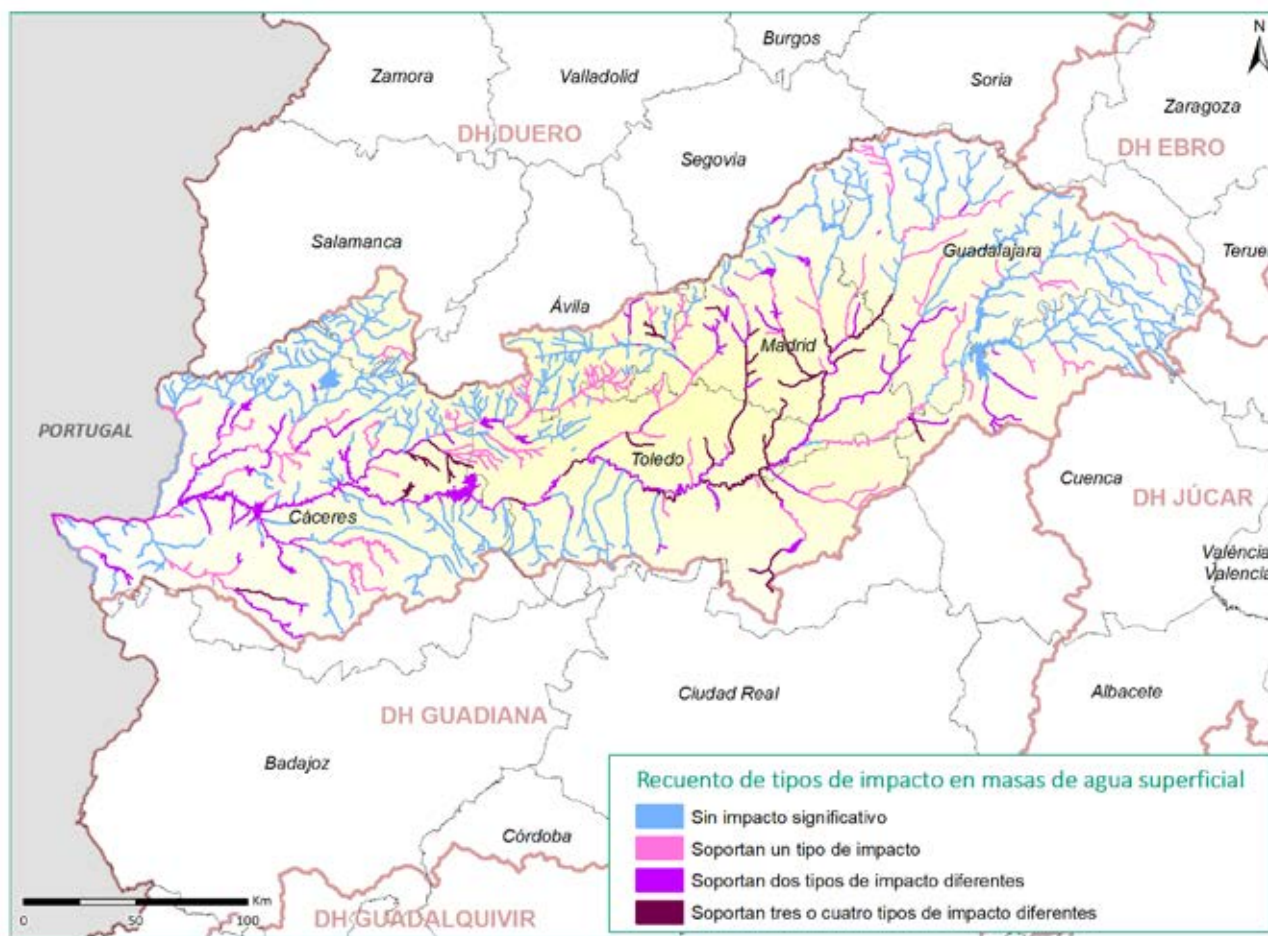 Burgos
N
Zamora
Valladolid
Soria
Zaragoza
DH DUERO
DH EBRO
Segovia
Salamanca
Guadalajara
Ávila
Madrid
PORTUGAL
Toledo
Cuenca
Cáceres
DH JÚCAR
València
Valencia
Ciudad Real
Albacete
DH GUADIANA
Badajoz
Recuento de tipos de impacto en masas de agua superficial
Sin impacto significativo
Córdoba
Soportan un tipo de impacto
Soportan dos tipos de impacto diferentes
Km
0 50 100
Soportan tres o cuatro tipos de impacto diferentes
DH GUADALQUIVIR